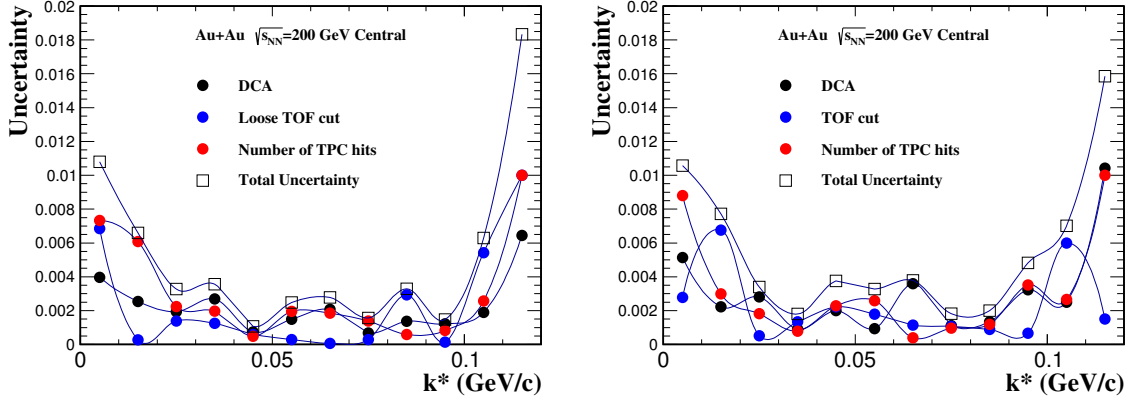 Uncertainty
0.02
0.018
0.016
0.014
0.012
0.01
0.008
0.006
0.004
0.002
0
Au+Au √s_NN=200 GeV Central
DCA
Loose TOF cut
Number of TPC hits
Total Uncertainty
0 0.05 0.1
k* (GeV/c)
Uncertainty
0.02
0.018
0.016
0.014
0.012
0.01
0.008
0.006
0.004
0.002
0
Au+Au √s_NN=200 GeV Central
DCA
TOF cut
Number of TPC hits
Total Uncertainty
0 0.05 0.1
k* (GeV/c)